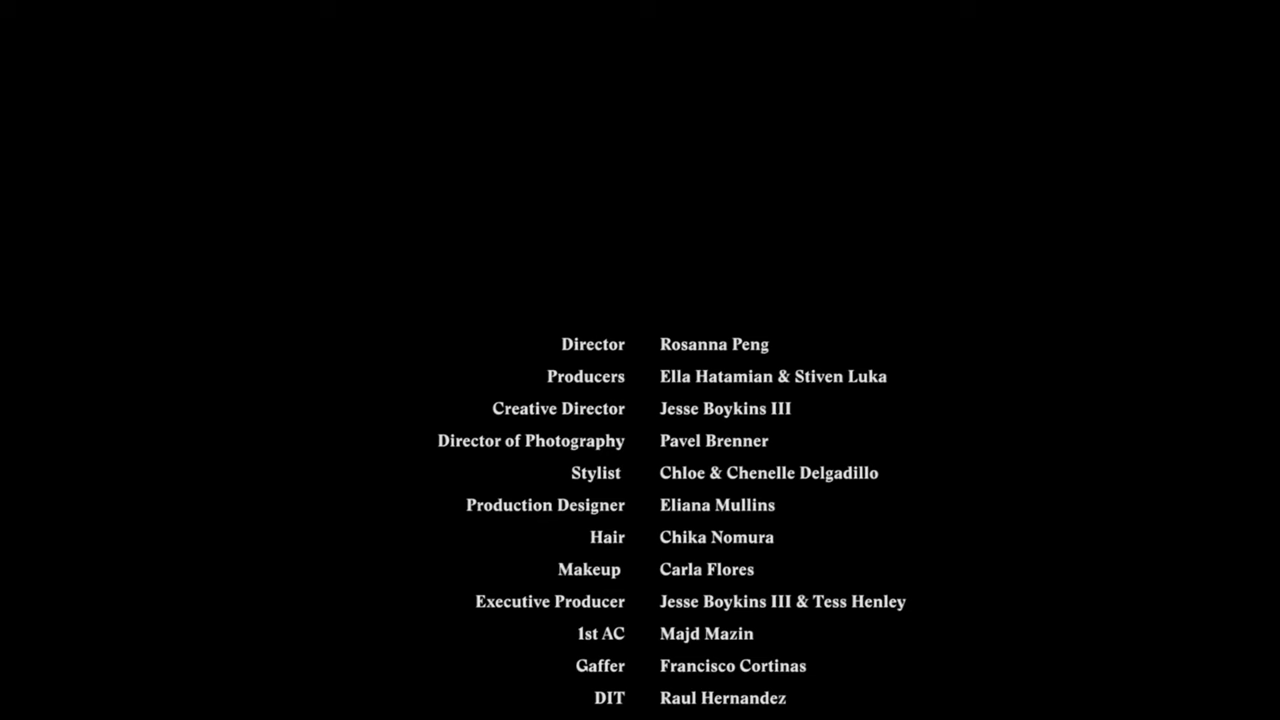 Director Rosanna Peng
Producers Ella Hatamian & Stiven Luka
Creative Director Jesse Boykins III
Director of Photography Pavel Brenner
Stylist Chloe & Chenelle Delgadillo
Production Designer Eliana Mullins
Hair Chika Nomura
Makeup Carla Flores
Executive Producer Jesse Boykins III & Tess Henley
1st AC Majd Mazin
Gaffer Francisco Cortinas
DIT Raul Hernandez